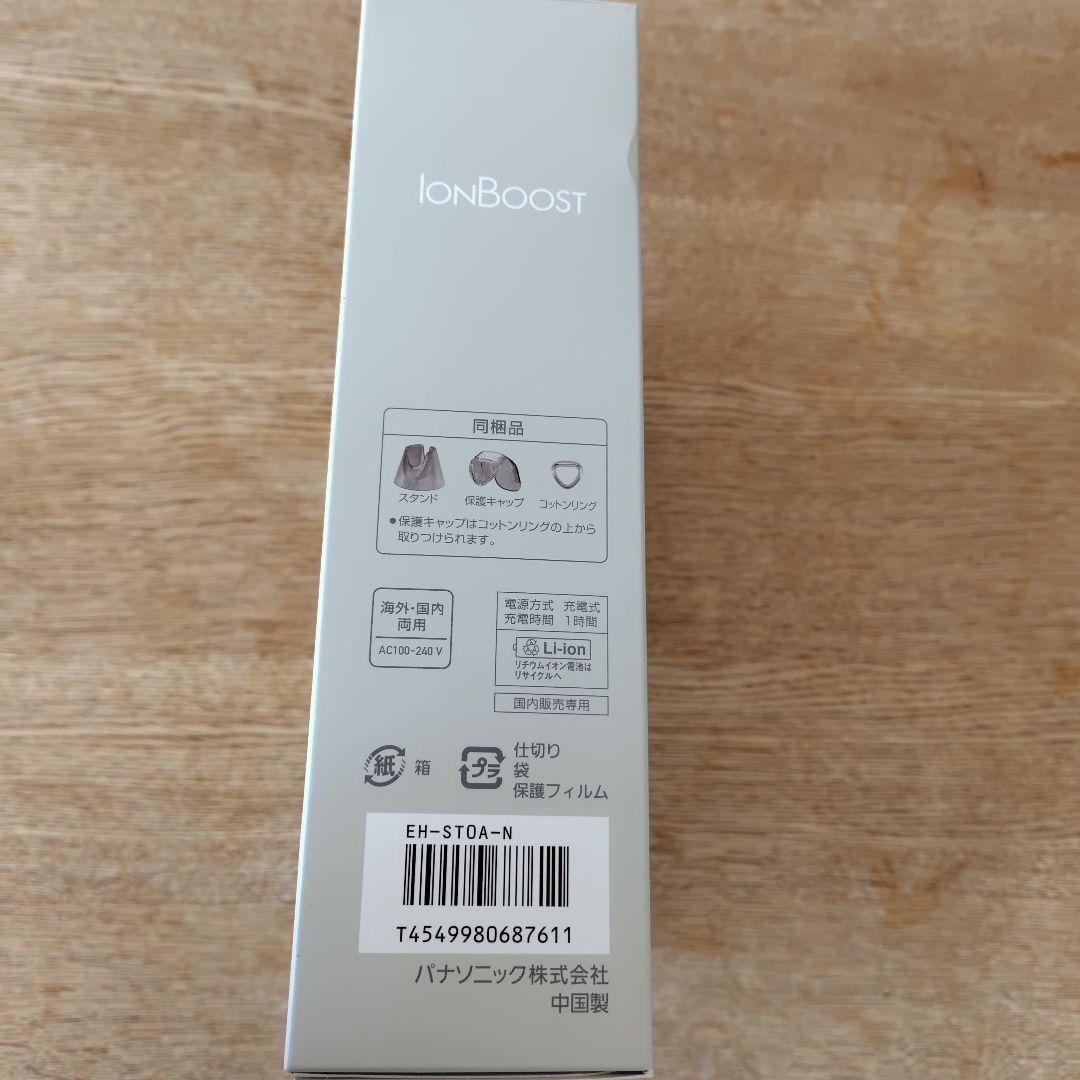 IONBOOST
同梱品
スタンド 保護キャップ コットンリング
●保護キャップはコットンリングの上から
取りつけられます。
海外・国内
両用
AC100-240 V
電源方式 充電式
充電時間 1時間
Li-ion
リチウムイオン電池は
リサイクルへ
国内販売専用
紙 箱
プラ 仕切り
袋
保護フィルム
EH-ST0A-N
T4549980687611
パナソニック株式会社
中国製